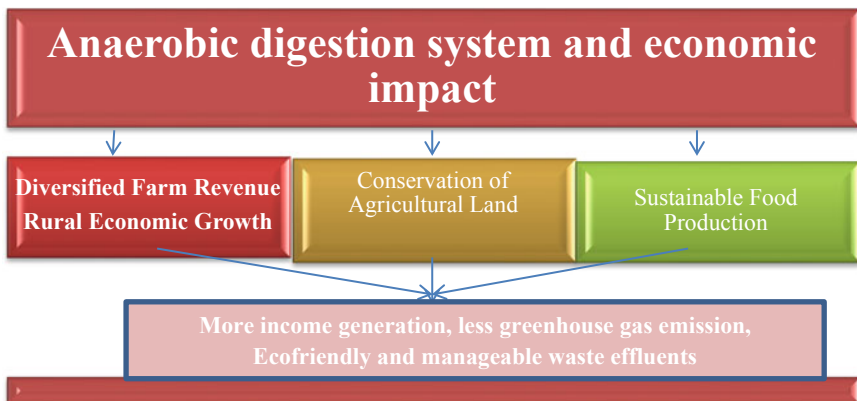 Anaerobic digestion system and economic
impact
Diversified Farm Revenue
Rural Economic Growth
Conservation of
Agricultural Land
Sustainable Food
Production
More income generation, less greenhouse gas emission,
Ecofriendly and manageable waste effluents